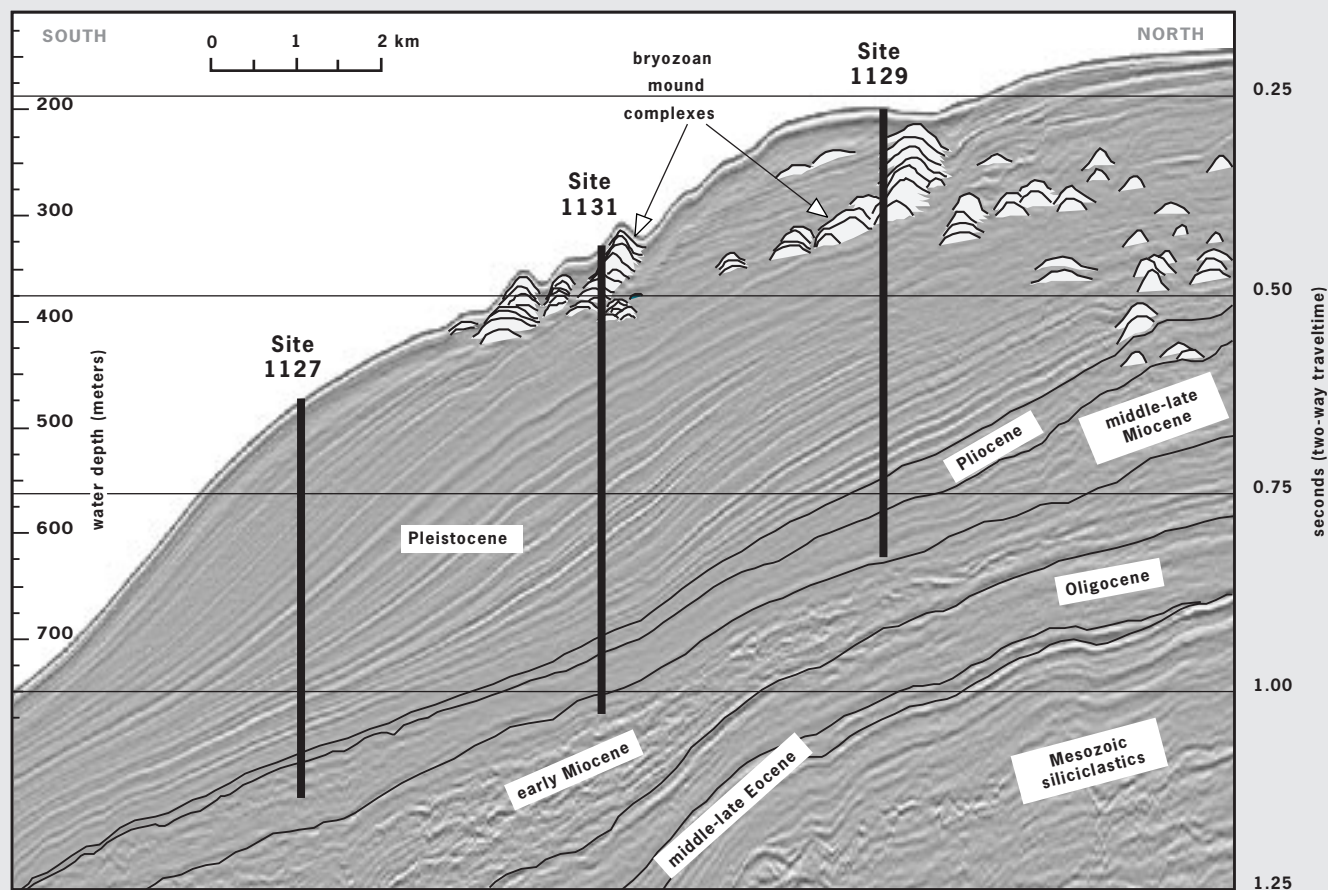 SOUTH
NORTH
0 1 2 km
bryozoan
mound
complexes
Site
1129
Site
1131
Site
1127
200
300
400
500
600
700
water depth (meters)
0.25
0.50
0.75
1.00
1.25
seconds (two-way traveltime)
Pleistocene
Pliocene
middle-late
Miocene
Oligocene
early Miocene
middle-late Eocene
Mesozoic
siliciclastics